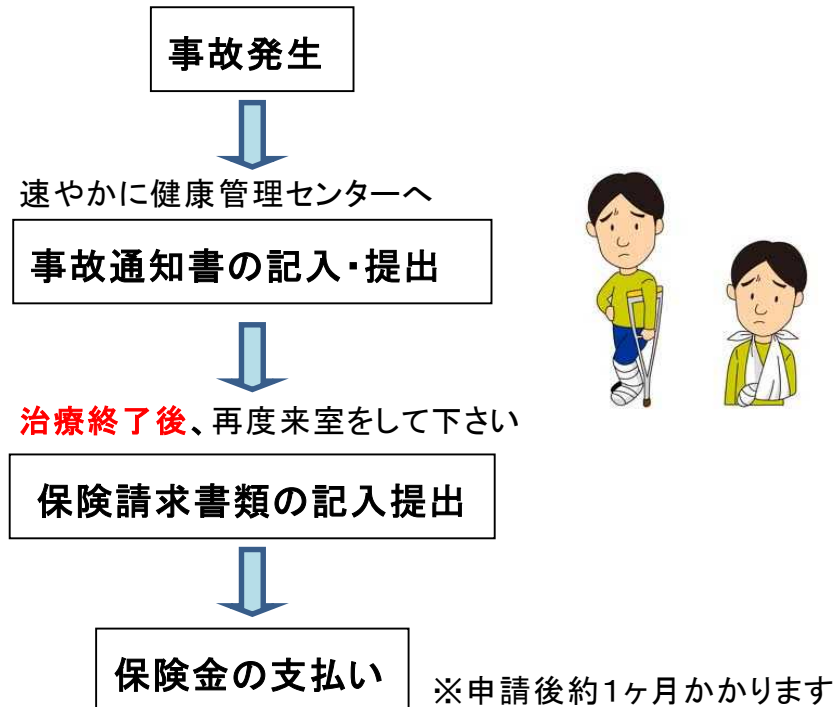 事故発生
速やかに健康管理センターへ
事故通知書の記入・提出
治療終了後、再度来室をして下さい
保険請求書類の記入提出
保険金の支払い
※申請後約1ヶ月かかります